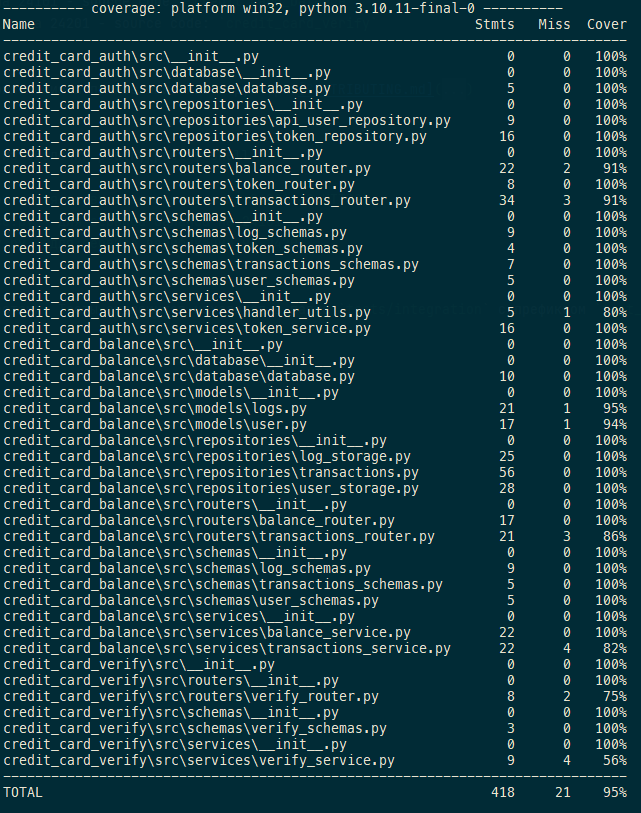 ---------- coverage: platform win32, python 3.10.11-final-0 ----------
Name Stmts Miss Cover
--------------------------------------------------------------------------------
credit_card_auth\src\__init__.py 0 0 100%
credit_card_auth\src\database\__init__.py 0 0 100%
credit_card_auth\src\database\database.py 5 0 100%
credit_card_auth\src\repositories\__init__.py 0 0 100%
credit_card_auth\src\repositories\api_user_repository.py 9 0 100%
credit_card_auth\src\repositories\token_repository.py 16 0 100%
credit_card_auth\src\routers\__init__.py 0 0 100%
credit_card_auth\src\routers\balance_router.py 22 2 91%
credit_card_auth\src\routers\token_router.py 8 0 100%
credit_card_auth\src\routers\transactions_router.py 34 3 91%
credit_card_auth\src\schemas\__init__.py 0 0 100%
credit_card_auth\src\schemas\log_schemas.py 9 0 100%
credit_card_auth\src\schemas\token_schemas.py 4 0 100%
credit_card_auth\src\schemas\transactions_schemas.py 7 0 100%
credit_card_auth\src\schemas\user_schemas.py 5 0 100%
credit_card_auth\src\services\__init__.py 0 0 100%
credit_card_auth\src\services\handler_utils.py 5 1 80%
credit_card_auth\src\services\token_service.py 16 0 100%
credit_card_balance\src\__init__.py 0 0 100%
credit_card_balance\src\database\__init__.py 0 0 100%
credit_card_balance\src\database\database.py 10 0 100%
credit_card_balance\src\models\__init__.py 0 0 100%
credit_card_balance\src\models\logs.py 21 1 95%
credit_card_balance\src\models\user.py 17 1 94%
credit_card_balance\src\repositories\__init__.py 0 0 100%
credit_card_balance\src\repositories\log_storage.py 25 0 100%
credit_card_balance\src\repositories\transactions.py 56 0 100%
credit_card_balance\src\repositories\user_storage.py 28 0 100%
credit_card_balance\src\routers\__init__.py 0 0 100%
credit_card_balance\src\routers\balance_router.py 17 0 100%
credit_card_balance\src\routers\transactions_router.py 21 3 86%
credit_card_balance\src\schemas\__init__.py 0 0 100%
credit_card_balance\src\schemas\log_schemas.py 9 0 100%
credit_card_balance\src\schemas\transactions_schemas.py 5 0 100%
credit_card_balance\src\schemas\user_schemas.py 5 0 100%
credit_card_balance\src\services\__init__.py 0 0 100%
credit_card_balance\src\services\balance_service.py 22 0 100%
credit_card_balance\src\services\transactions_service.py 22 4 82%
credit_card_verify\src\__init__.py 0 0 100%
credit_card_verify\src\routers\__init__.py 0 0 100%
credit_card_verify\src\routers\verify_router.py 8 2 75%
credit_card_verify\src\schemas\__init__.py 0 0 100%
credit_card_verify\src\schemas\verify_schemas.py 3 0 100%
credit_card_verify\src\services\__init__.py 0 0 100%
credit_card_verify\src\services\verify_service.py 9 4 56%
--------------------------------------------------------------------------------
TOTAL 418 21 95%